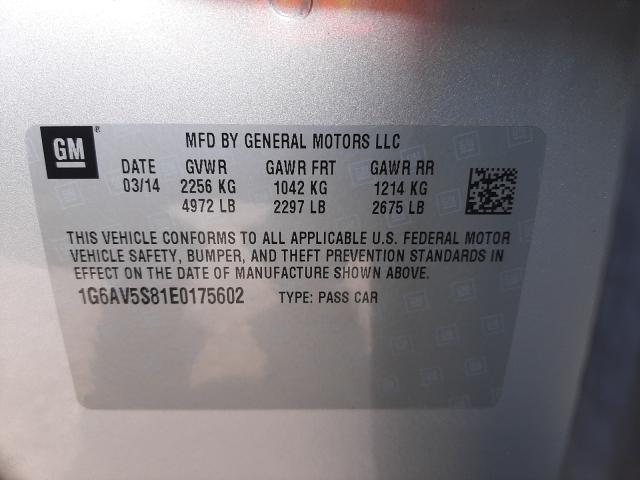 GM ®
MFD BY GENERAL MOTORS LLC
DATE GVWR GAWR FRT GAWR RR
03/14 2256 KG 1042 KG 1214 KG
4972 LB 2297 LB 2675 LB
THIS VEHICLE CONFORMS TO ALL APPLICABLE U.S. FEDERAL MOTOR
VEHICLE SAFETY, BUMPER, AND THEFT PREVENTION STANDARDS IN
EFFECT ON THE DATE OF MANUFACTURE SHOWN ABOVE.
1G6AV5S81E0175602 TYPE: PASS CAR